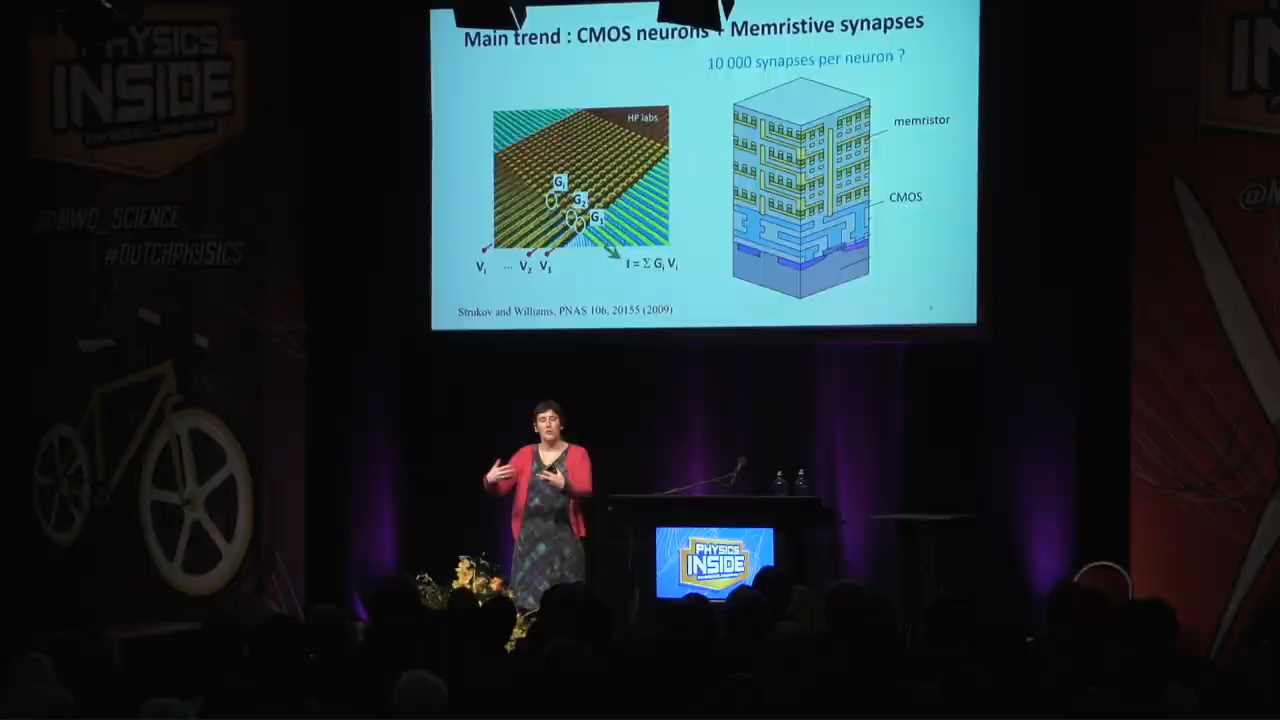 Main trend : CMOS neurons + Memristive synapses
10 000 synapses per neuron ?
HP labs
memristor
G₁
G₂
G₃
CMOS
Vᵢ ... V₂ V₁
I = Σ Gᵢ Vᵢ
Strukov and Williams, PNAS 106, 20155 (2009)
PHYSICS
INSIDE
@NWO_SCIENCE
#DUTCHPHYSICS
PHYSICS
INSIDE